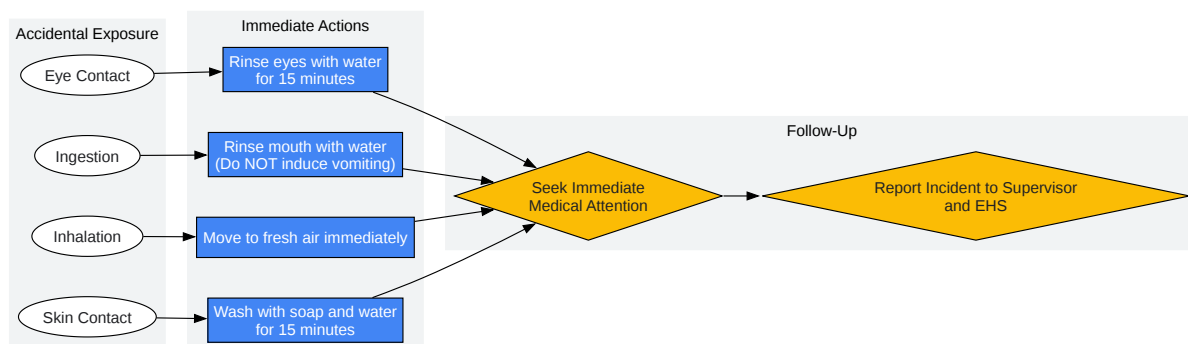 Accidental Exposure
Eye Contact
Ingestion
Inhalation
Skin Contact
Immediate Actions
Rinse eyes with water
for 15 minutes
Rinse mouth with water
(Do NOT induce vomiting)
Move to fresh air immediately
Wash with soap and water
for 15 minutes
Follow-Up
Seek Immediate
Medical Attention
Report Incident to Supervisor
and EHS